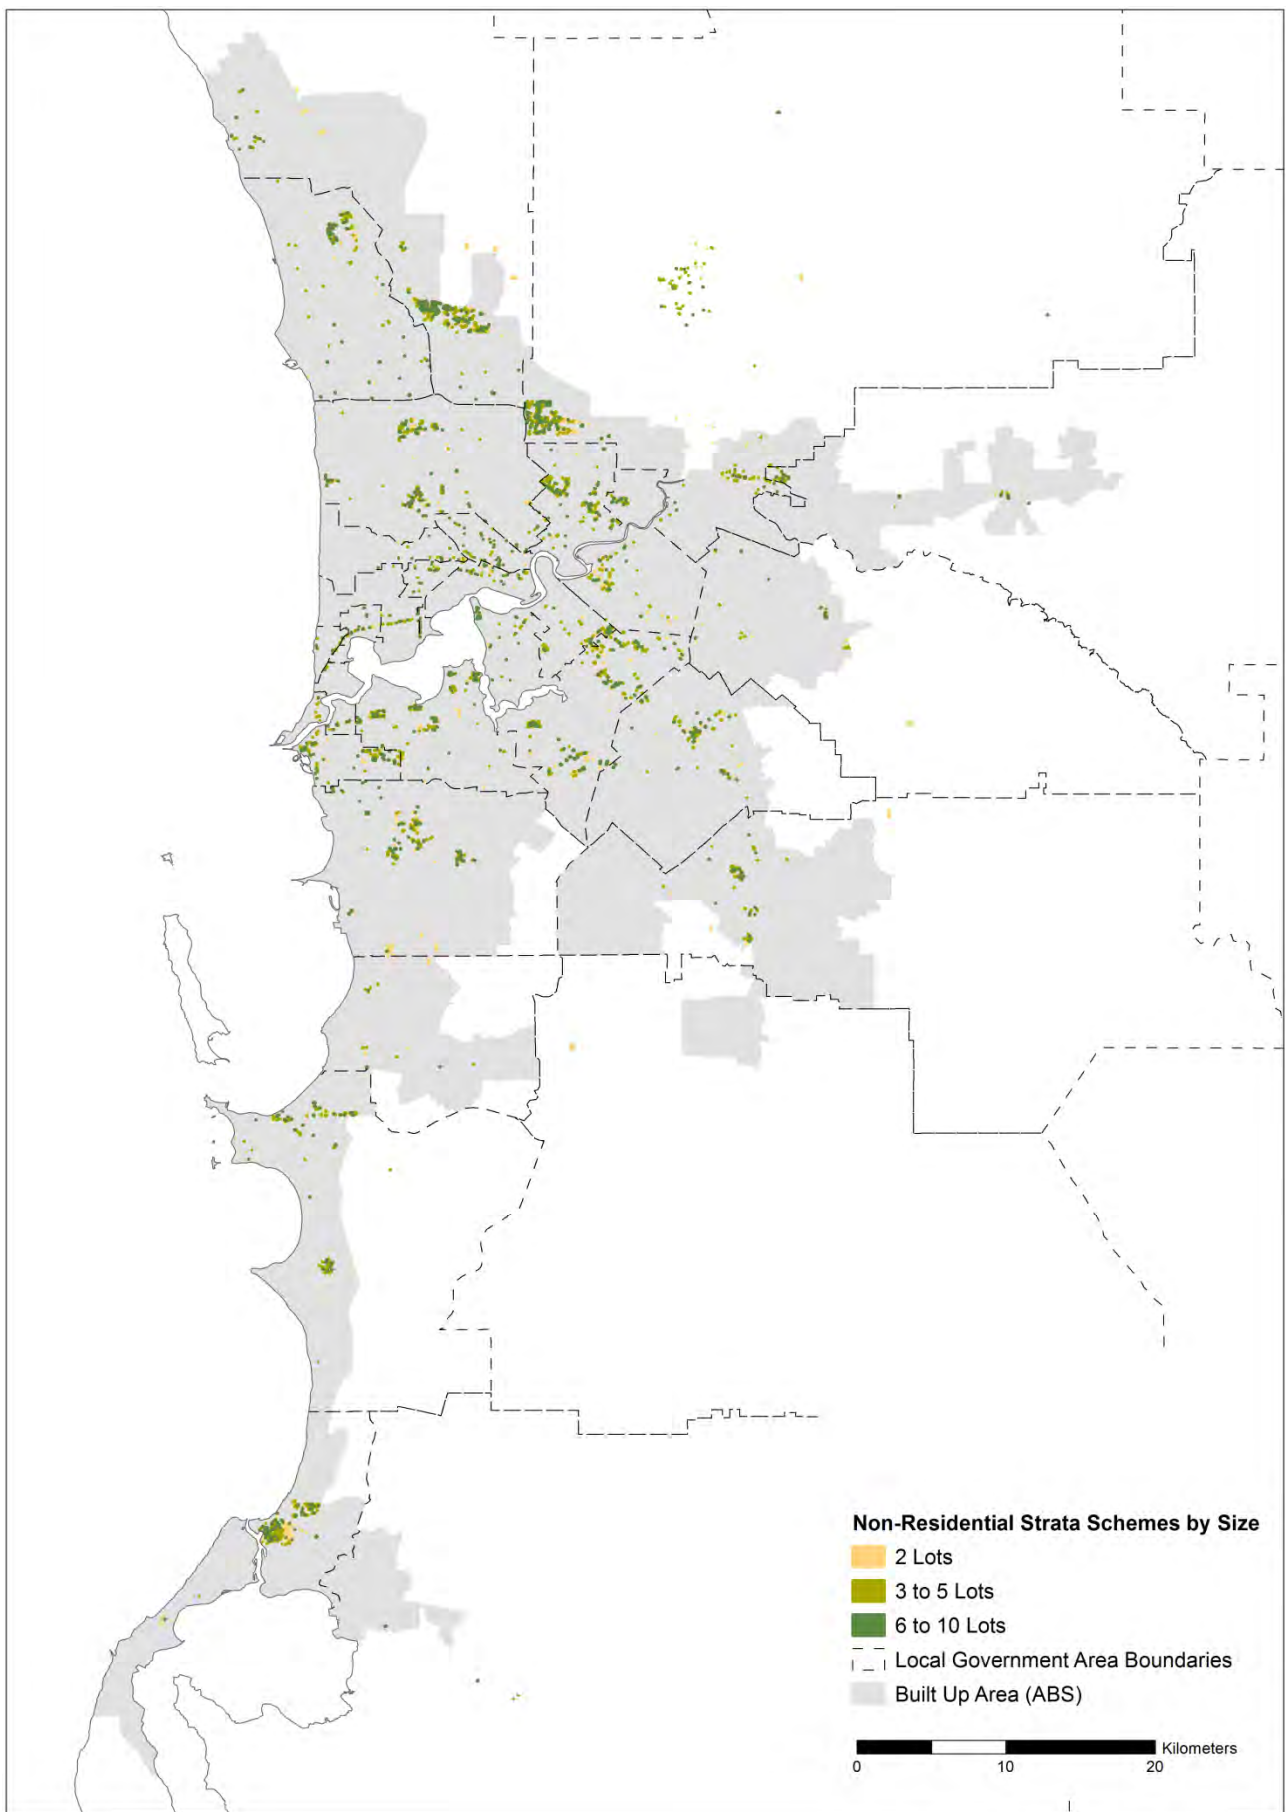 Non-Residential Strata Schemes by Size
2 Lots
3 to 5 Lots
6 to 10 Lots
Local Government Area Boundaries
Built Up Area (ABS)
Kilometers
0 10 20